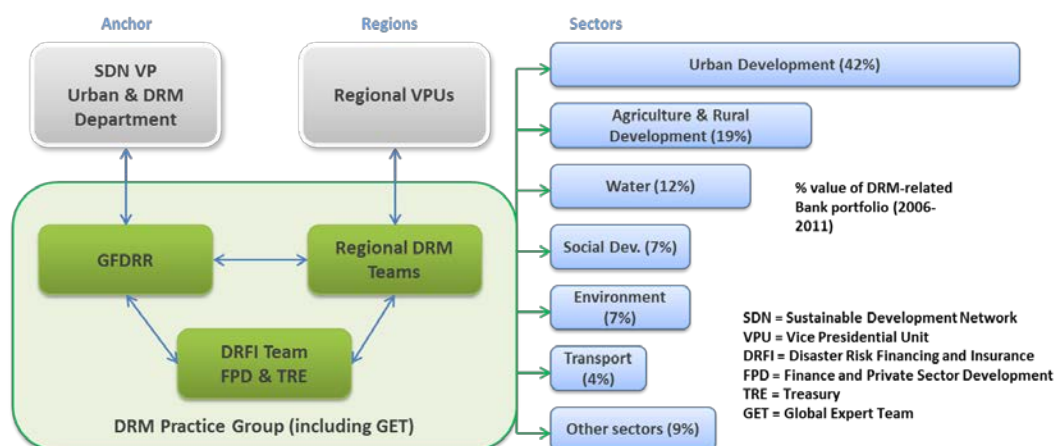 Anchor
Regions
Sectors
SDN VP
Urban & DRM
Department
Regional VPUs
GFDRR
Regional DRM
Teams
DRFI Team
FPD & TRE
DRM Practice Group (including GET)
Urban Development (42%)
Agriculture & Rural
Development (19%)
Water (12%)
Social Dev. (7%)
Environment
(7%)
Transport
(4%)
Other sectors (9%)
% value of DRM-related
Bank portfolio (2006-
2011)
SDN = Sustainable Development Network
VPU = Vice Presidential Unit
DRFI = Disaster Risk Financing and Insurance
FPD = Finance and Private Sector Development
TRE = Treasury
GET = Global Expert Team